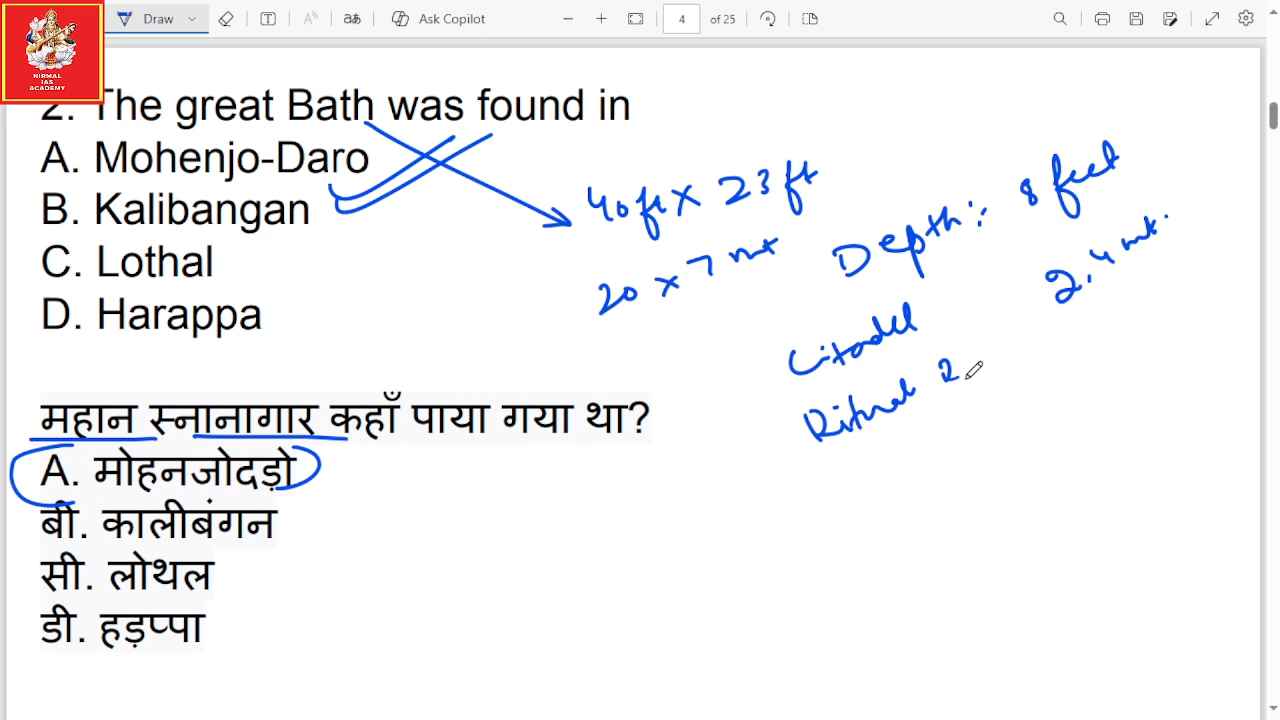 Draw
Ask Copilot
4 of 25
NIRMAL
IAS
ACADEMY
2. The great Bath was found in
A. Mohenjo-Daro
B. Kalibangan
C. Lothal
D. Harappa
40 ft x 23 ft
20 x 7 mt
Depth: 8 feet
2.4 mt.
Citadel
Ritual
महान स्नानागार कहाँ पाया गया था?
A. मोहनजोदड़ो
बी. कालीबंगन
सी. लोथल
डी. हड़प्पा